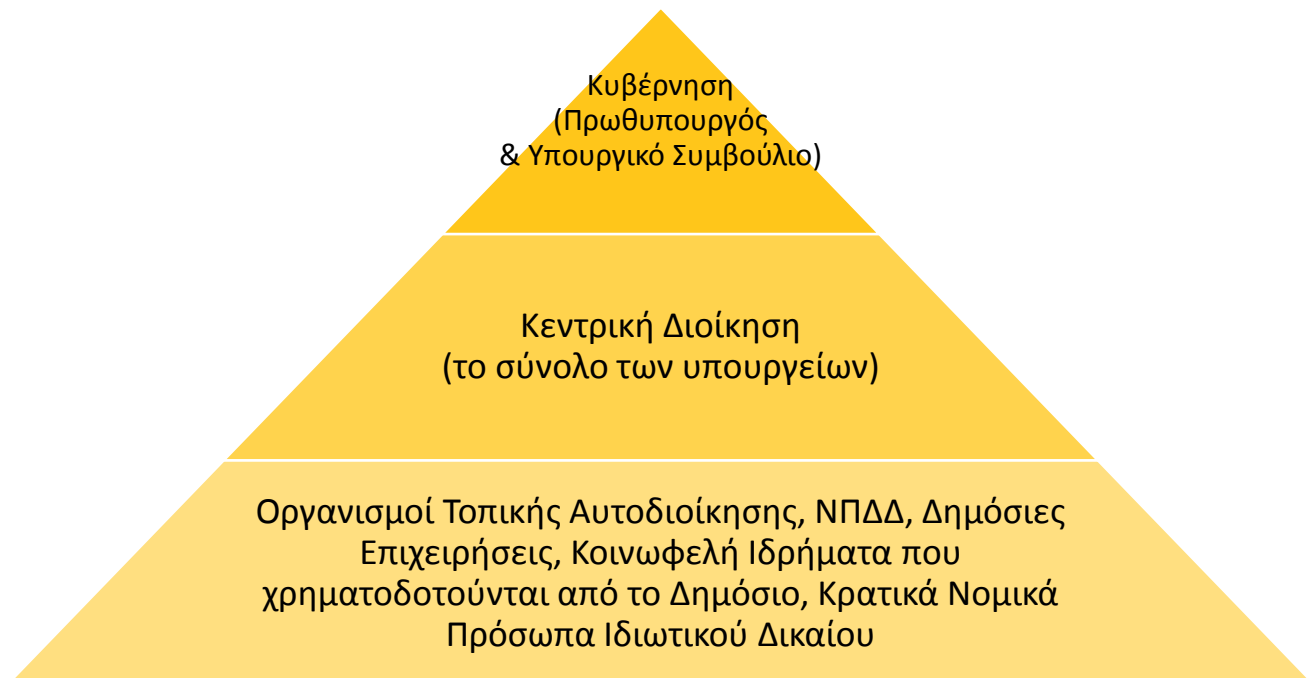 Κυβέρνηση
(Πρωθυπουργός
& Υπουργικό Συμβούλιο)
Κεντρική Διοίκηση
(το σύνολο των υπουργείων)
Οργανισμοί Τοπικής Αυτοδιοίκησης, ΝΠΔΔ, Δημόσιες
Επιχειρήσεις, Κοινωφελή Ιδρήματα που
χρηματοδοτούνται από το Δημόσιο, Κρατικά Νομικά
Πρόσωπα Ιδιωτικού Δικαίου